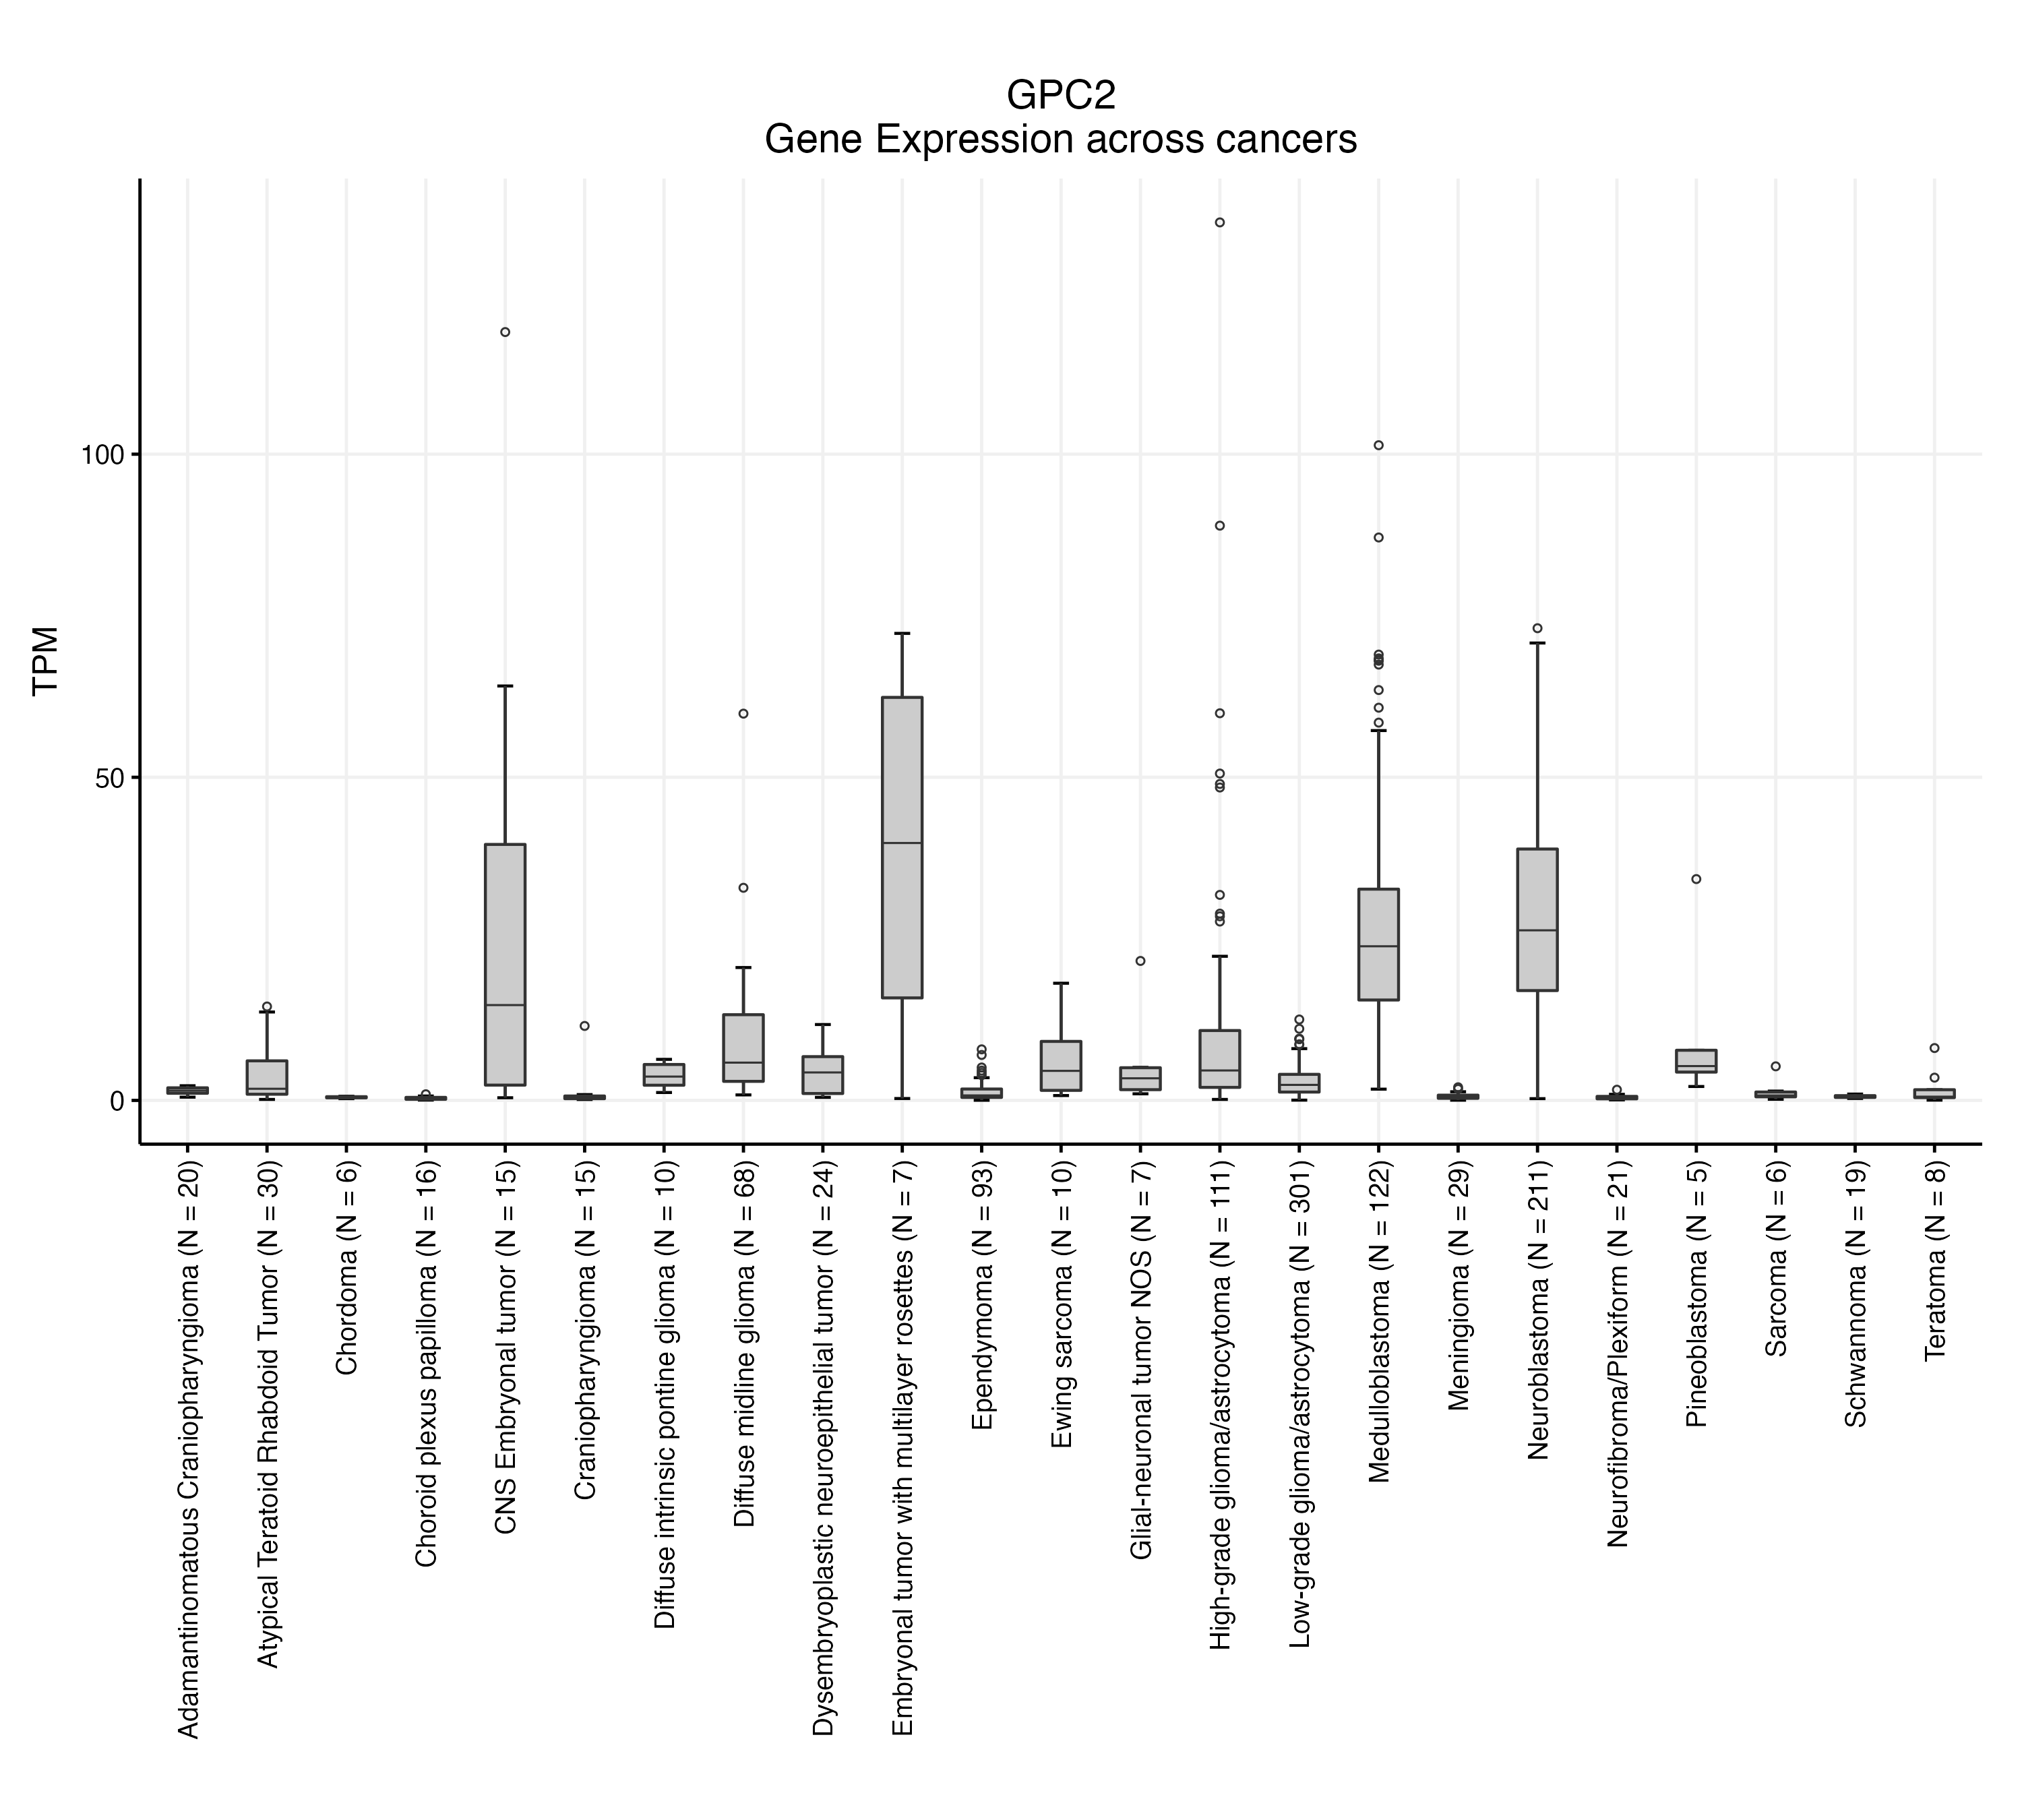 GPC2
Gene Expression across cancers
TPM
100
50
0
Adamantinomatous Craniopharyngioma (N = 20)
Atypical Teratoid Rhabdoid Tumor (N = 30)
Chordoma (N = 6)
Choroid plexus papilloma (N = 16)
CNS Embryonal tumor (N = 15)
Craniopharyngioma (N = 15)
Diffuse intrinsic pontine glioma (N = 10)
Diffuse midline glioma (N = 68)
Dysembryoplastic neuroepithelial tumor (N = 24)
Embryonal tumor with multilayer rosettes (N = 7)
Ependymoma (N = 93)
Ewing sarcoma (N = 10)
Glial-neuronal tumor NOS (N = 7)
High-grade glioma/astrocytoma (N = 111)
Low-grade glioma/astrocytoma (N = 301)
Medulloblastoma (N = 122)
Meningioma (N = 29)
Neuroblastoma (N = 211)
Neurofibroma/Plexiform (N = 21)
Pineoblastoma (N = 5)
Sarcoma (N = 6)
Schwannoma (N = 19)
Teratoma (N = 8)